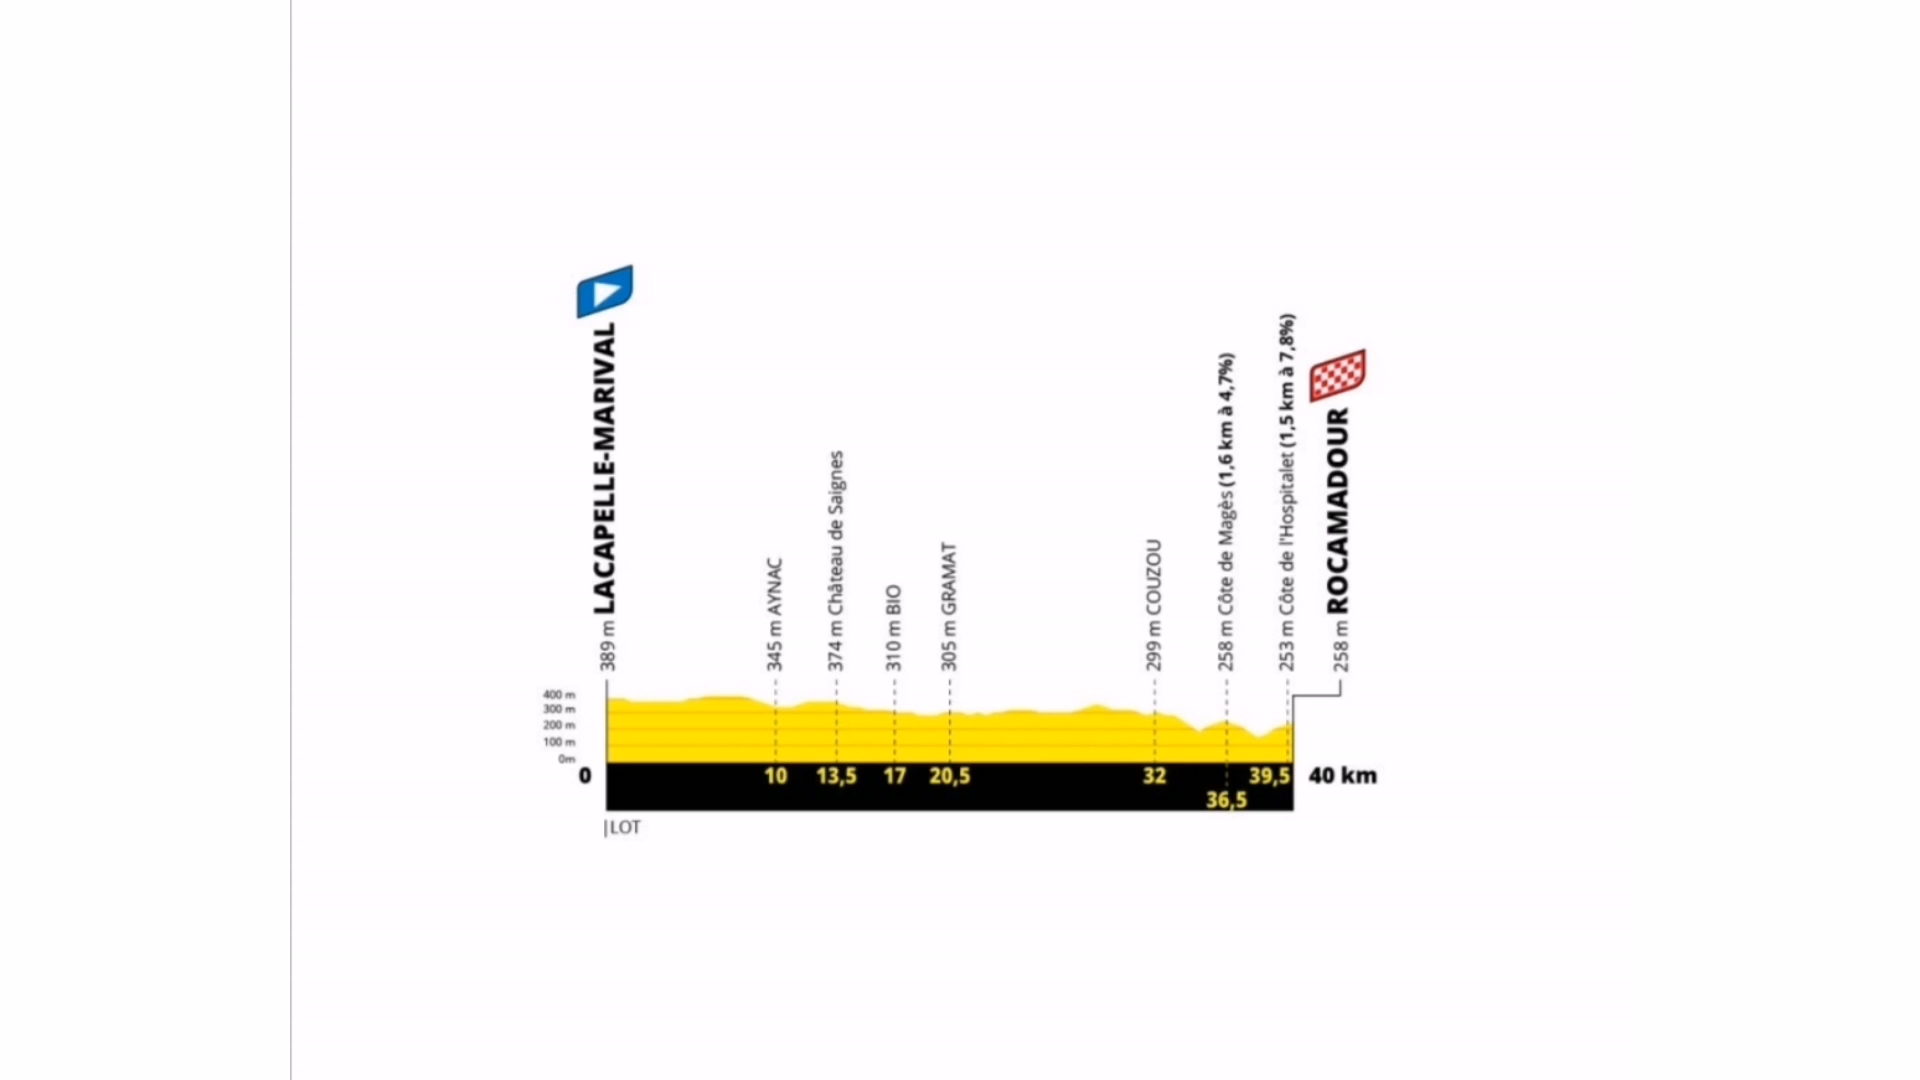 389 m LACAPELLE-MARIVAL
345 m AYNAC
374 m Château de Saignes
310 m BIO
305 m GRAMAT
299 m COUZOU
258 m Côte de Magès (1,6 km à 4,7%)
253 m Côte de l'Hospitalet (1,5 km à 7,8%)
258 m ROCAMADOUR
400 m
300 m
200 m
100 m
0m
0 10 13,5 17 20,5 32 39,5 40 km
36,5
|LOT